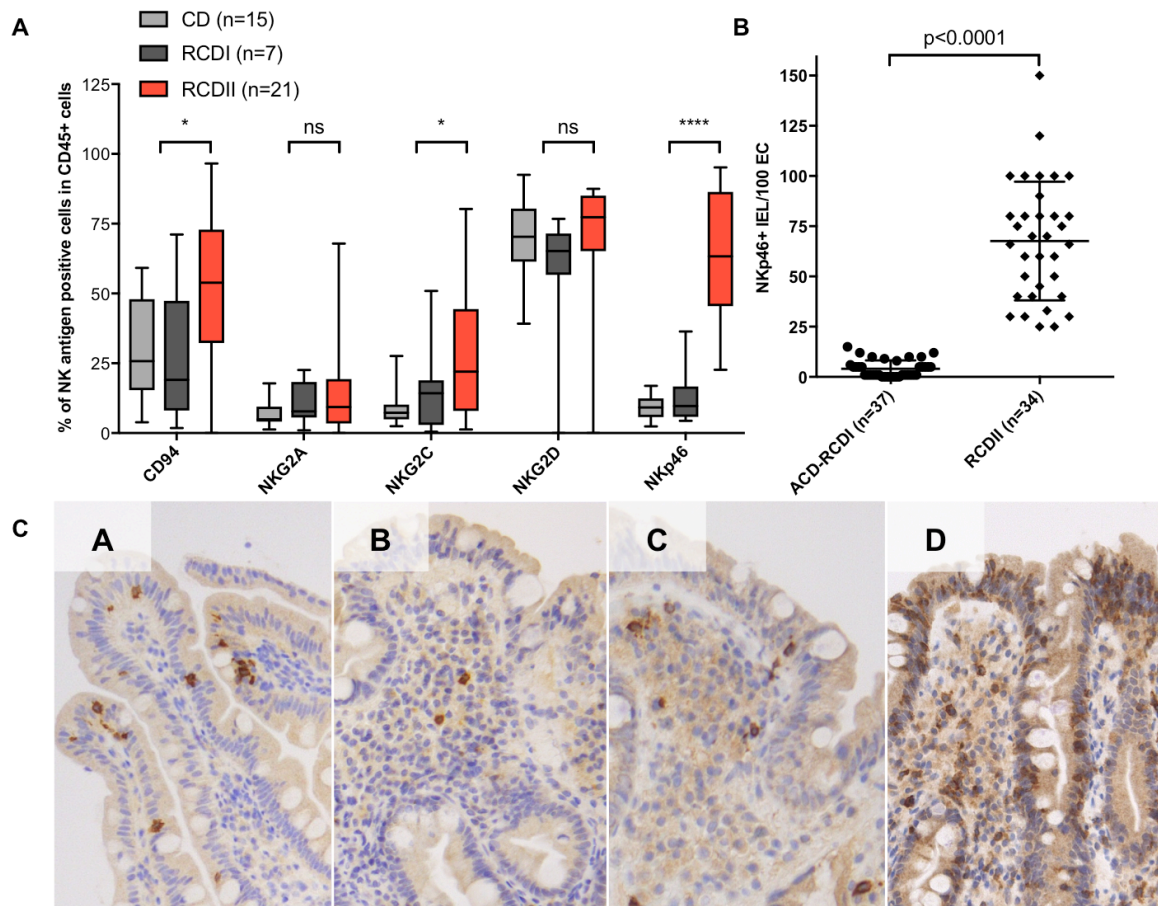 A
CD (n=15)
RCDI (n=7)
RCDII (n=21)
% of NK antigen positive cells in CD45+ cells
125
100
75
50
25
0
*
ns
*
ns
****
CD94
NKG2A
NKG2C
NKG2D
NKp46
B
p<0.0001
NKp46+ IEL/100 EC
150
125
100
75
50
25
0
ACD-RCDI (n=37)
RCDII (n=34)
C
A
B
C
D